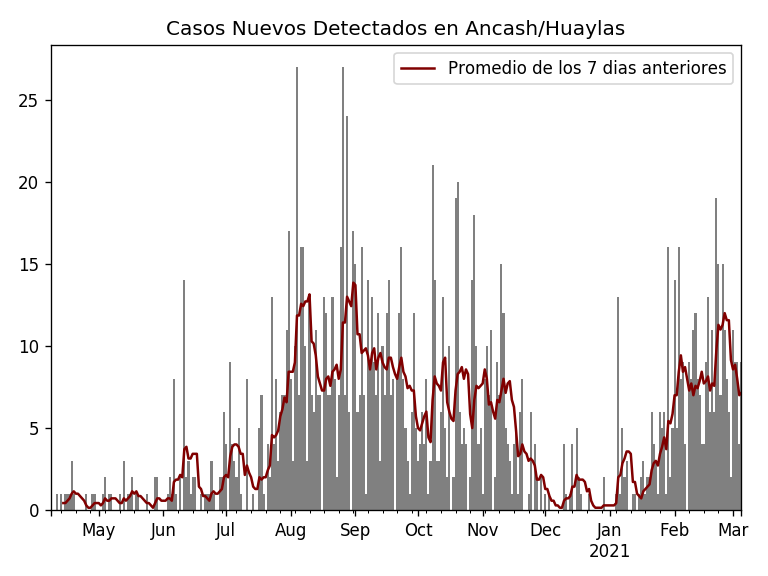 Casos Nuevos Detectados en Ancash/Huaylas
Promedio de los 7 dias anteriores
25
20
15
10
5
0
May Jun Jul Aug Sep Oct Nov Dec Jan Feb Mar
2021